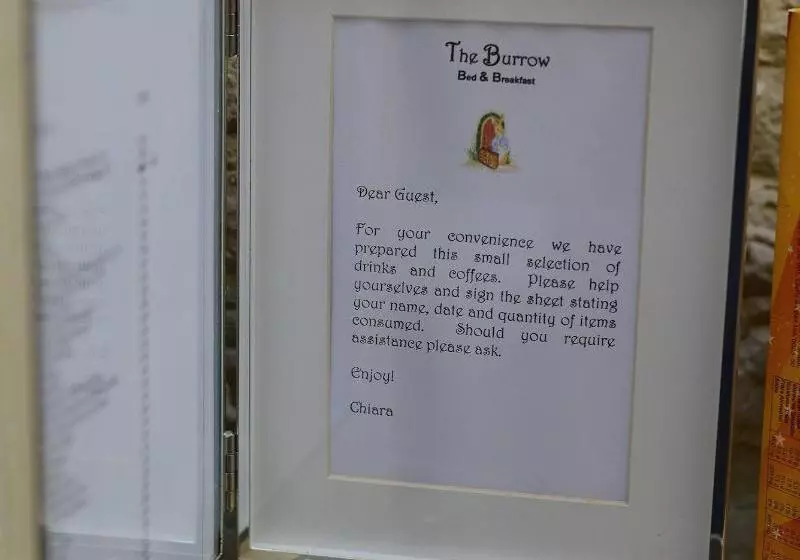 The Burrow
Bed & Breakfast
Dear Guest,
For your convenience we have
prepared this small selection of
drinks and coffees. Please help
yourselves and sign the sheet stating
your name, date and quantity of items
consumed. Should you require
assistance please ask.
Enjoy!
Chiara